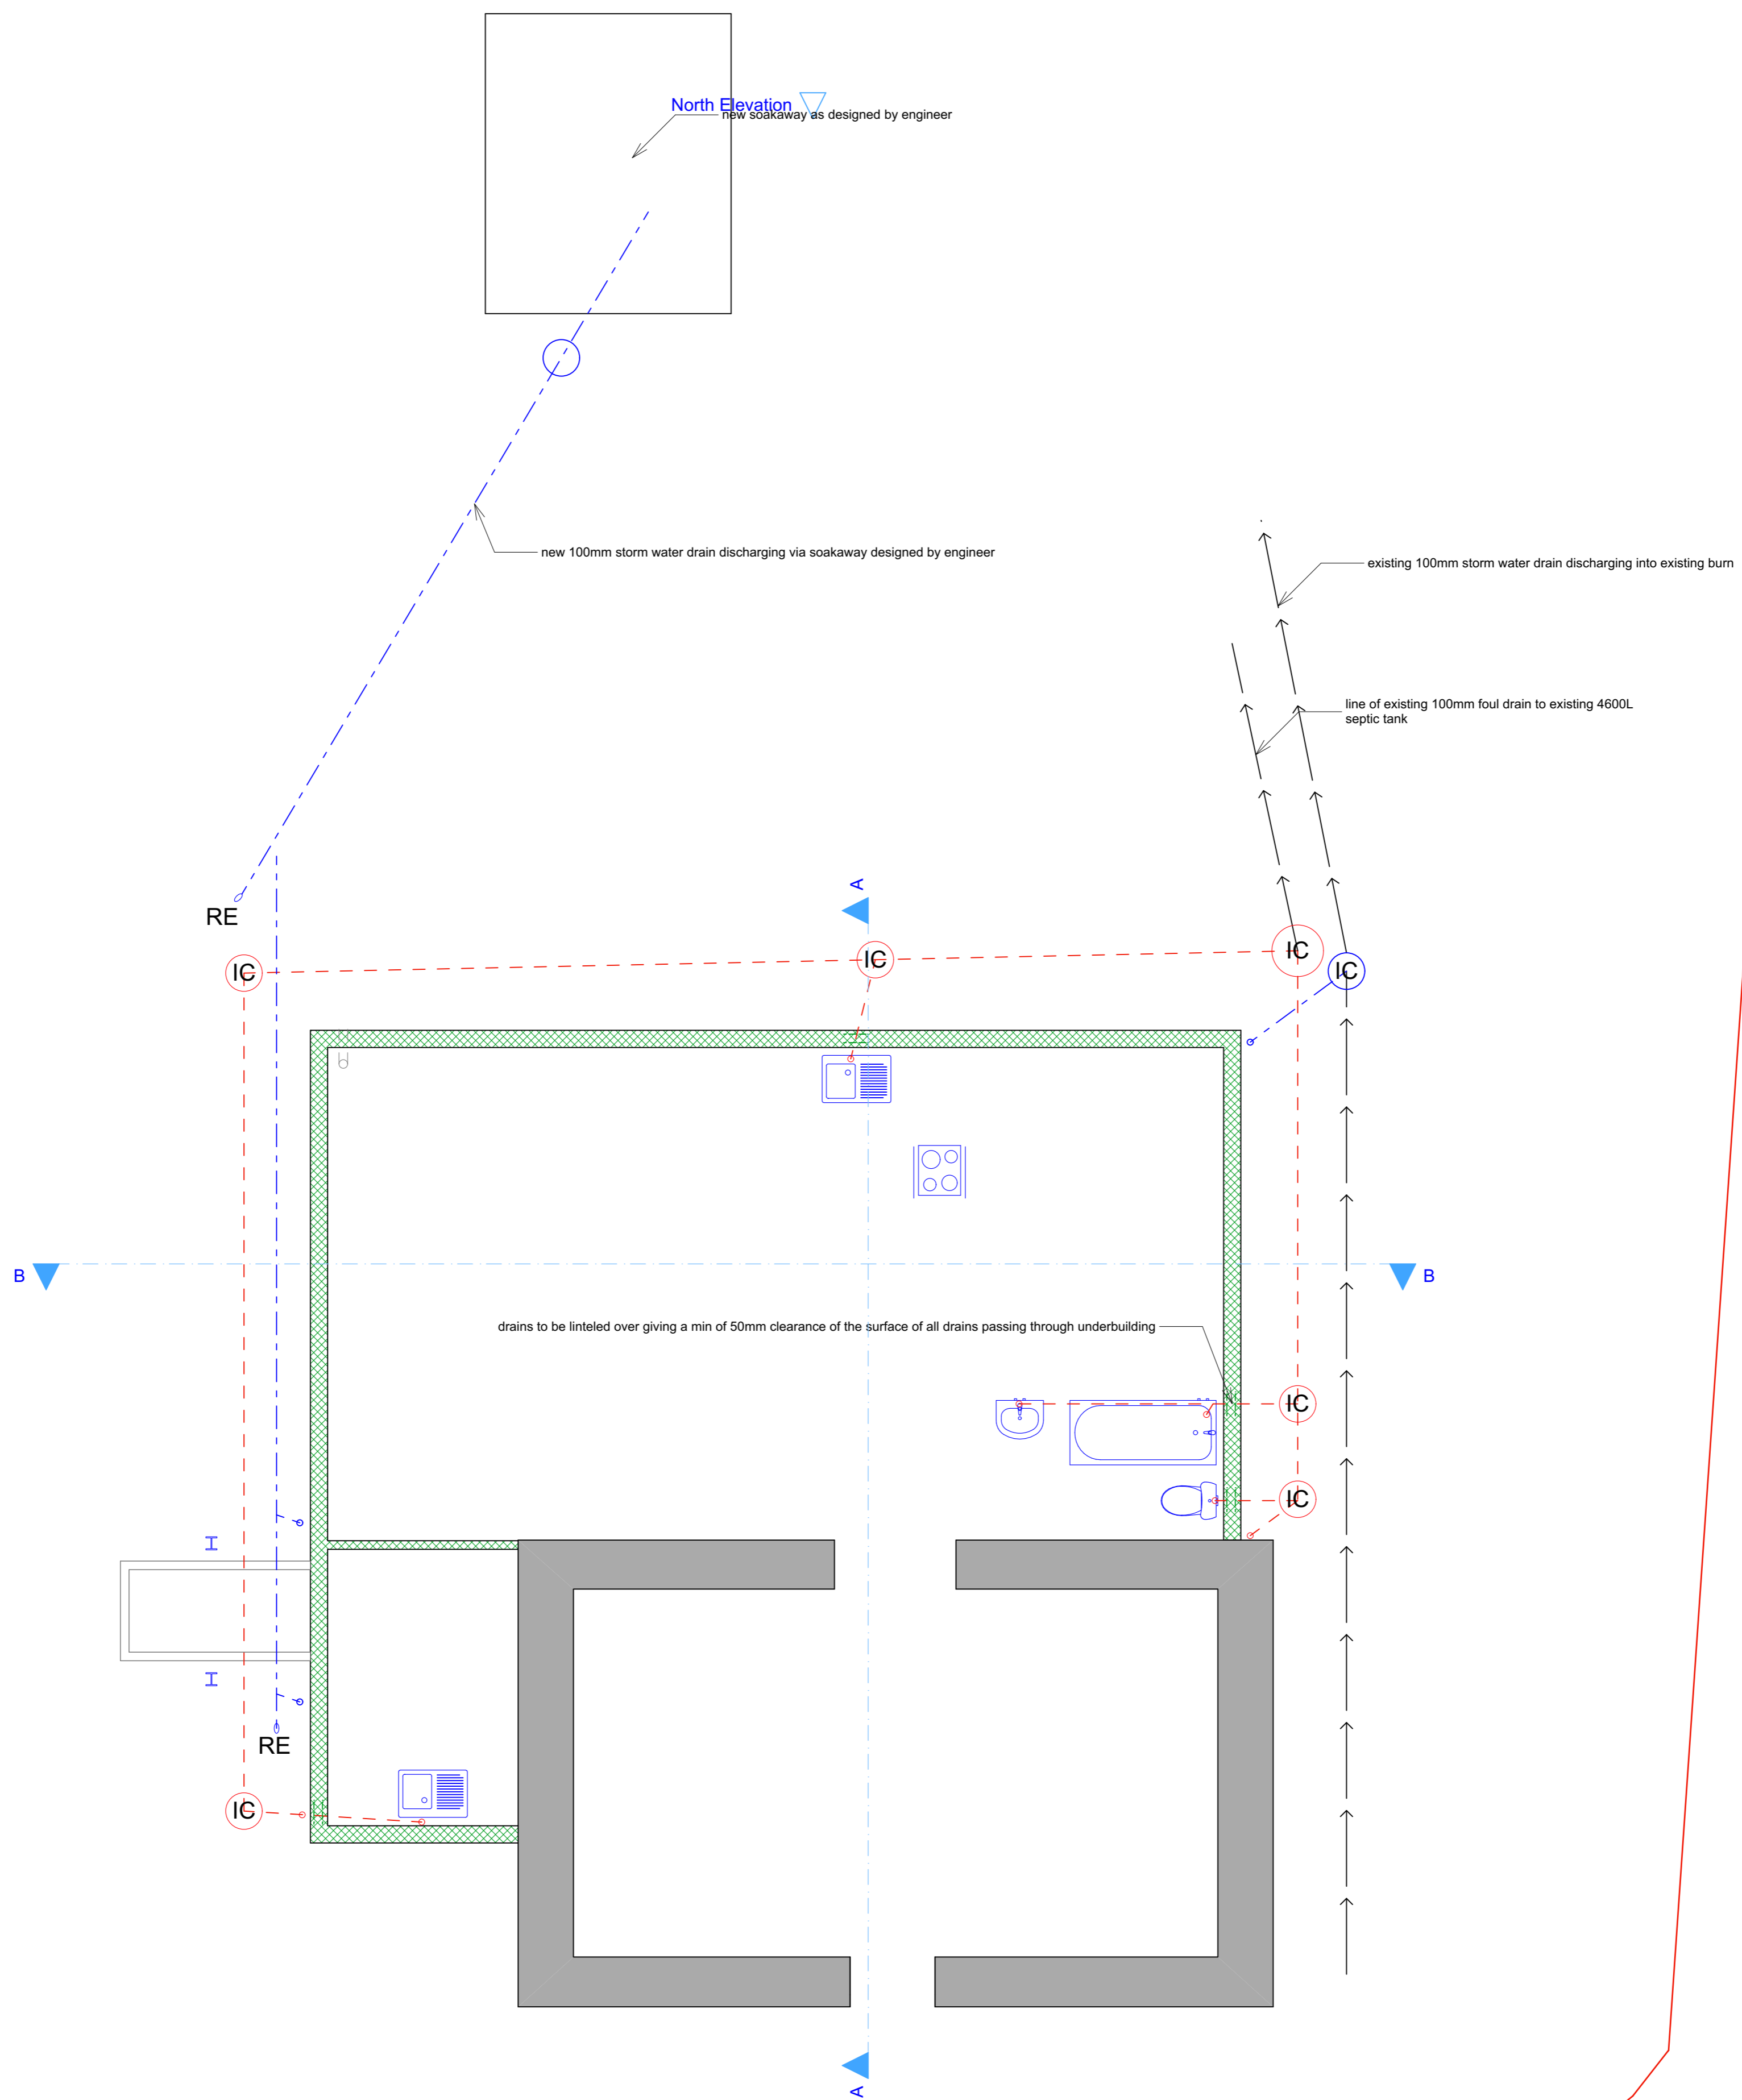 North Elevation
new soakaway as designed by engineer
new 100mm storm water drain discharging via soakaway designed by engineer
existing 100mm storm water drain discharging into existing burn
line of existing 100mm foul drain to existing 4600L
septic tank
A
RE
IC
IC
IC
IC
B
B
drains to be linteled over giving a min of 50mm clearance of the surface of all drains passing through underbuilding
IC
IC
H
H
RE
IC
A